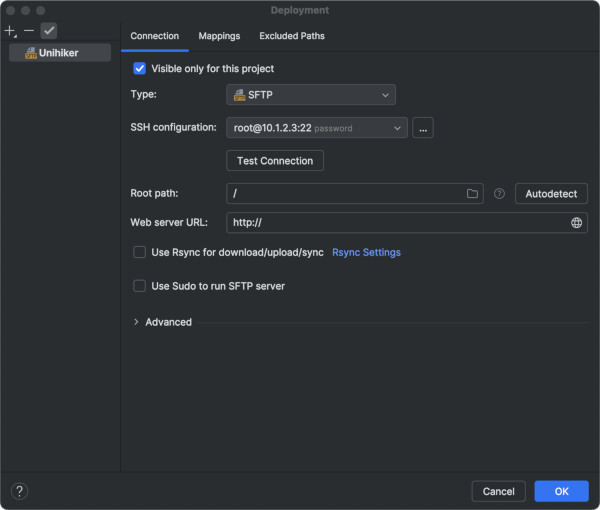 Deployment
Connection Mappings Excluded Paths
SFTP Unihiker
Visible only for this project
Type: SFTP SFTP
SSH configuration: root@10.1.2.3:22 password ...
Test Connection
Root path: / ? Autodetect
Web server URL: http://
Use Rsync for download/upload/sync Rsync Settings
Use Sudo to run SFTP server
Advanced
? Cancel OK